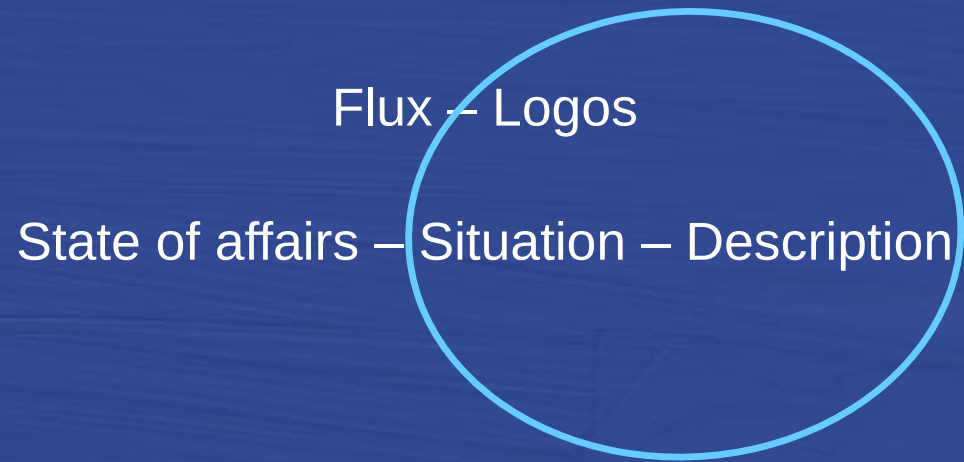 Flux – Logos
State of affairs – Situation – Description